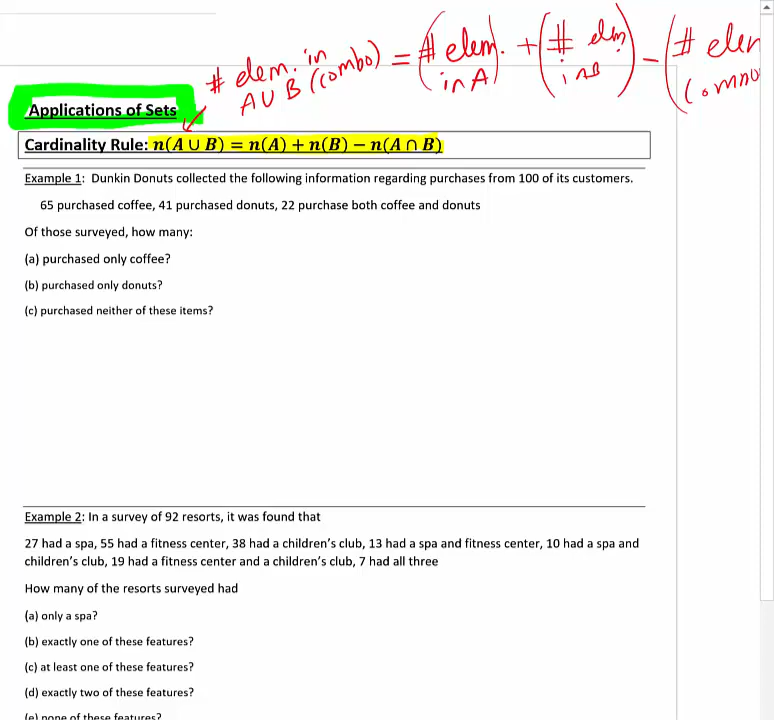 # elem. in = (# elem.) + (# elm) - (# elem
A U B (combo) in A in B common
Applications of Sets
Cardinality Rule: n(A ∪ B) = n(A) + n(B) − n(A ∩ B)
Example 1: Dunkin Donuts collected the following information regarding purchases from 100 of its customers.
65 purchased coffee, 41 purchased donuts, 22 purchase both coffee and donuts
Of those surveyed, how many:
(a) purchased only coffee?
(b) purchased only donuts?
(c) purchased neither of these items?
Example 2: In a survey of 92 resorts, it was found that
27 had a spa, 55 had a fitness center, 38 had a children's club, 13 had a spa and fitness center, 10 had a spa and
children's club, 19 had a fitness center and a children's club, 7 had all three
How many of the resorts surveyed had
(a) only a spa?
(b) exactly one of these features?
(c) at least one of these features?
(d) exactly two of these features?
(e) none of these features?